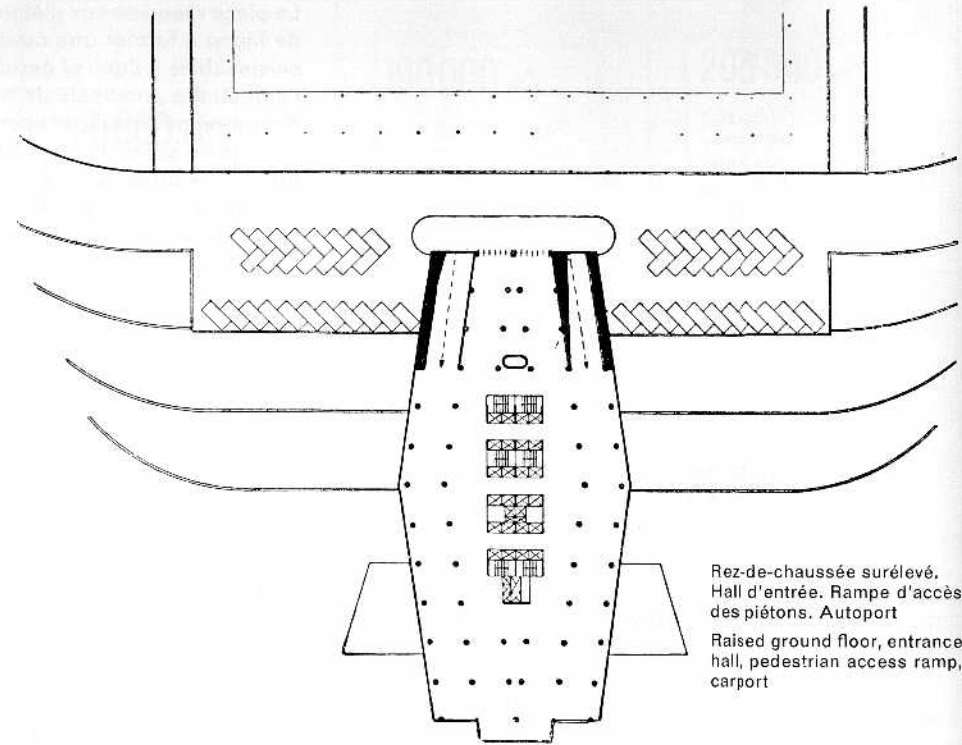 Rez-de-chaussée surélevé.
Hall d'entrée. Rampe d'accès
des piétons. Autoport
Raised ground floor, entrance
hall, pedestrian access ramp,
carport